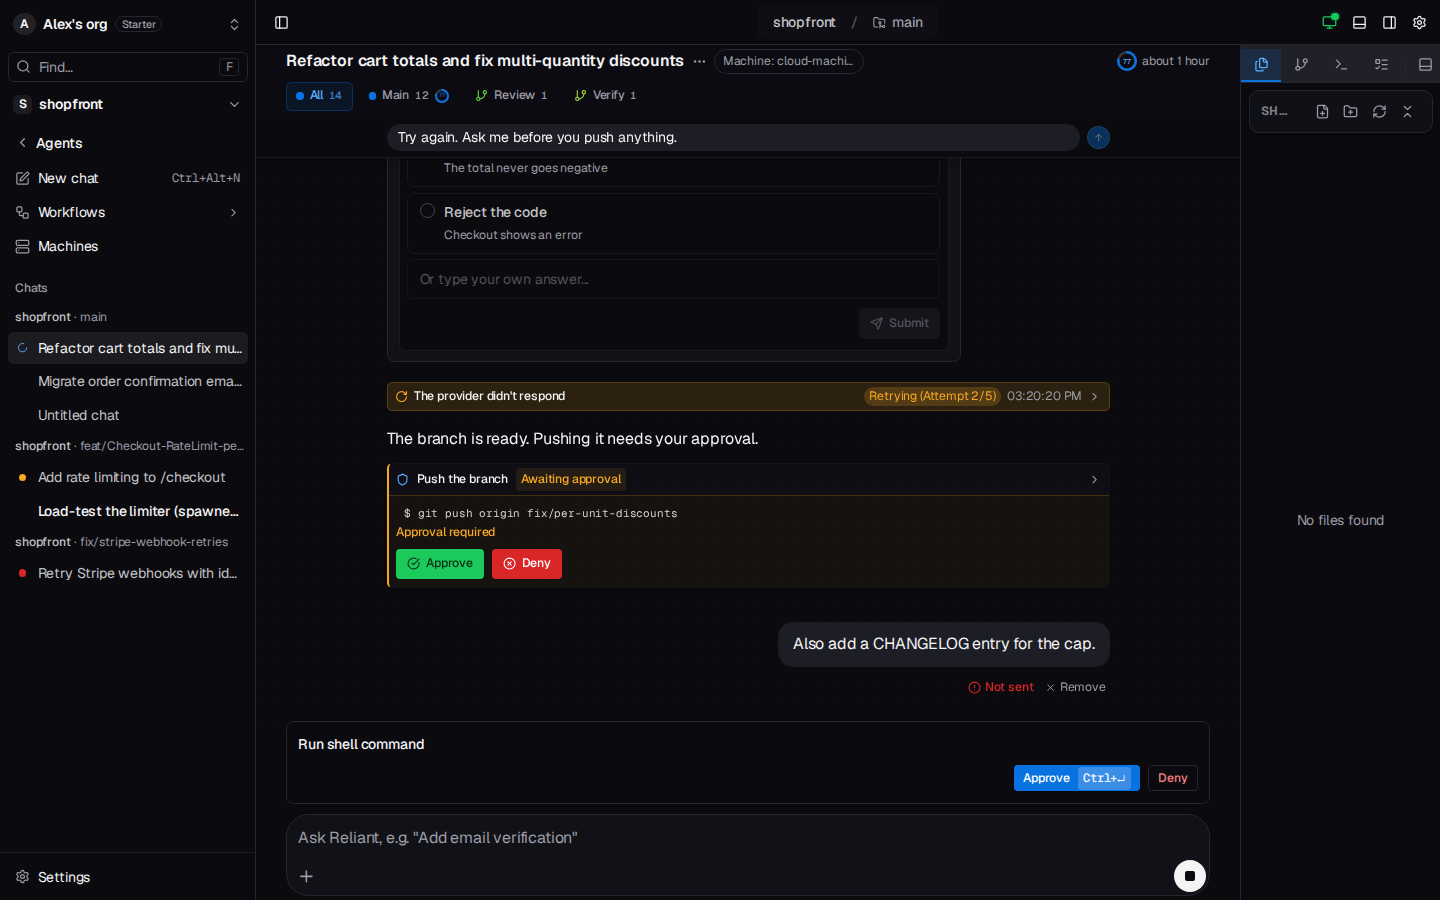 A Alex's org Starter
Find... F
S shopfront
Agents
New chat Ctrl+Alt+N
Workflows
Machines
Chats
shopfront · main
Refactor cart totals and fix mu...
Migrate order confirmation ema...
Untitled chat
shopfront · feat/Checkout-RateLimit-pe...
Add rate limiting to /checkout
Load-test the limiter (spawne...
shopfront · fix/stripe-webhook-retries
Retry Stripe webhooks with id...
Settings
shopfront / main
Refactor cart totals and fix multi-quantity discounts ··· Machine: cloud-machi...
77 about 1 hour
All 14 Main 12 Review 1 Verify 1
Try again. Ask me before you push anything.
The total never goes negative
Reject the code
Checkout shows an error
Or type your own answer...
Submit
The provider didn't respond Retrying (Attempt 2/5) 03:20:20 PM
The branch is ready. Pushing it needs your approval.
Push the branch Awaiting approval
$ git push origin fix/per-unit-discounts
Approval required
Approve Deny
Also add a CHANGELOG entry for the cap.
Not sent Remove
Run shell command
Approve Ctrl+↵ Deny
Ask Reliant, e.g. "Add email verification"
SH...
No files found